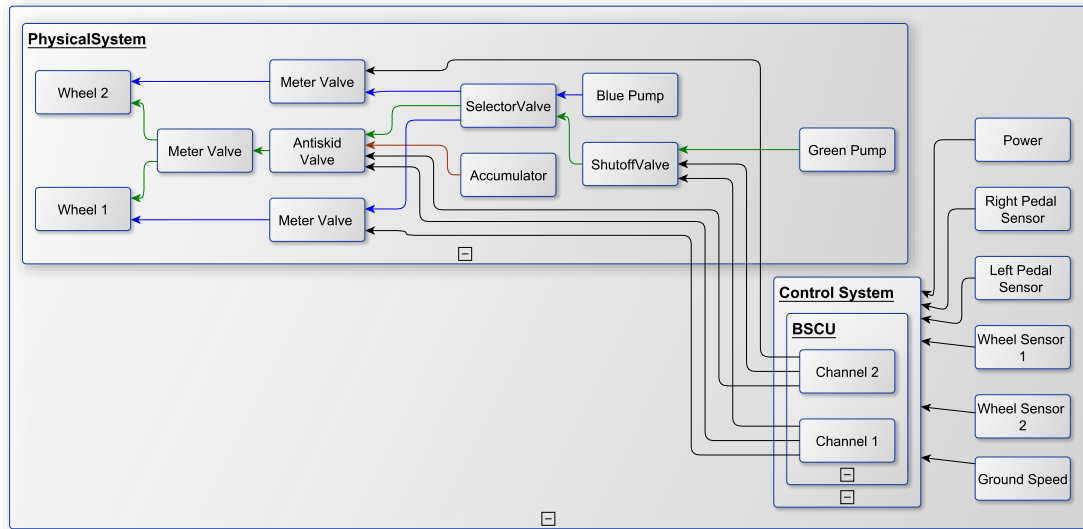 PhysicalSystem
Wheel 2
Meter Valve
SelectorValve
Blue Pump
Meter Valve
Antiskid
Valve
Accumulator
ShutoffValve
Green Pump
Wheel 1
Meter Valve
Control System
BSCU
Channel 2
Channel 1
Power
Right Pedal
Sensor
Left Pedal
Sensor
Wheel Sensor
1
Wheel Sensor
2
Ground Speed